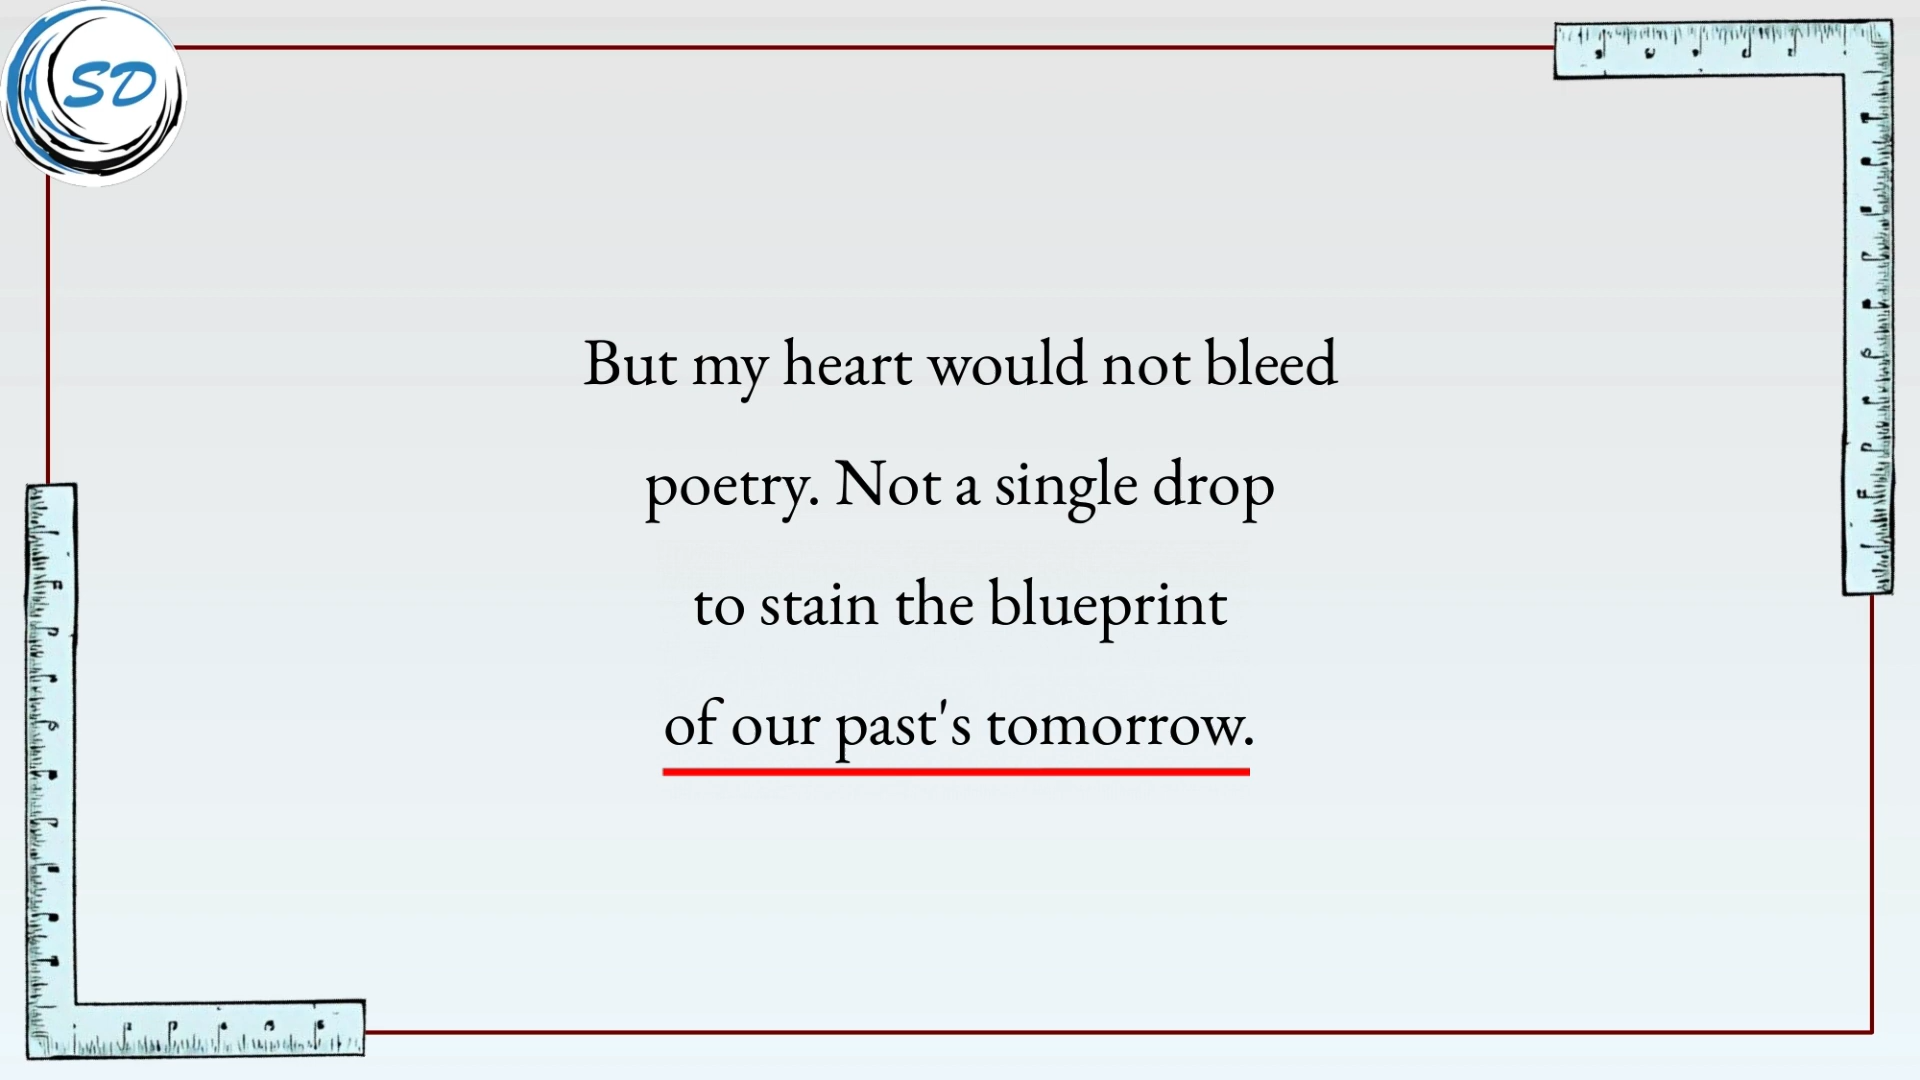 SD
But my heart would not bleed
poetry. Not a single drop
to stain the blueprint
of our past's tomorrow.